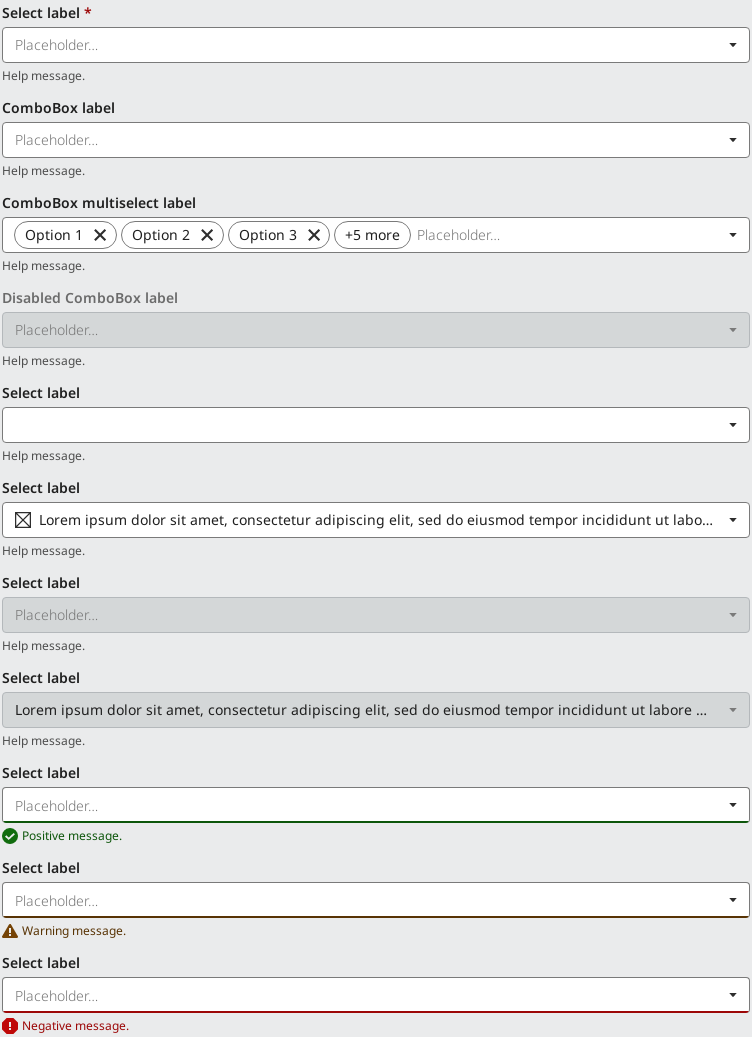 Select label *
Placeholder...
Help message.
ComboBox label
Placeholder...
Help message.
ComboBox multiselect label
Option 1 Option 2 Option 3 +5 more Placeholder...
Help message.
Disabled ComboBox label
Placeholder...
Help message.
Select label
Help message.
Select label
Lorem ipsum dolor sit amet, consectetur adipiscing elit, sed do eiusmod tempor incididunt ut labo...
Help message.
Select label
Placeholder...
Help message.
Select label
Lorem ipsum dolor sit amet, consectetur adipiscing elit, sed do eiusmod tempor incididunt ut labore ...
Help message.
Select label
Placeholder...
Positive message.
Select label
Placeholder...
Warning message.
Select label
Placeholder...
Negative message.